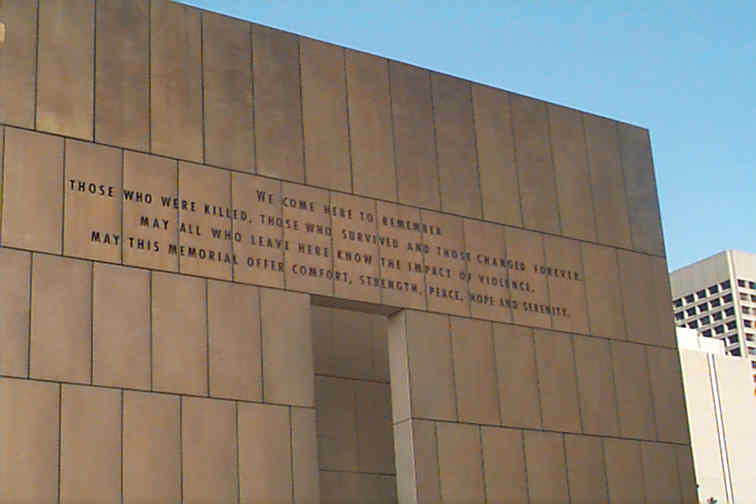 WE COME HERE TO REMEMBER
THOSE WHO WERE KILLED, THOSE WHO SURVIVED AND THOSE CHANGED FOREVER.
MAY ALL WHO LEAVE HERE KNOW THE IMPACT OF VIOLENCE.
MAY THIS MEMORIAL OFFER COMFORT, STRENGTH, PEACE, HOPE AND SERENITY.